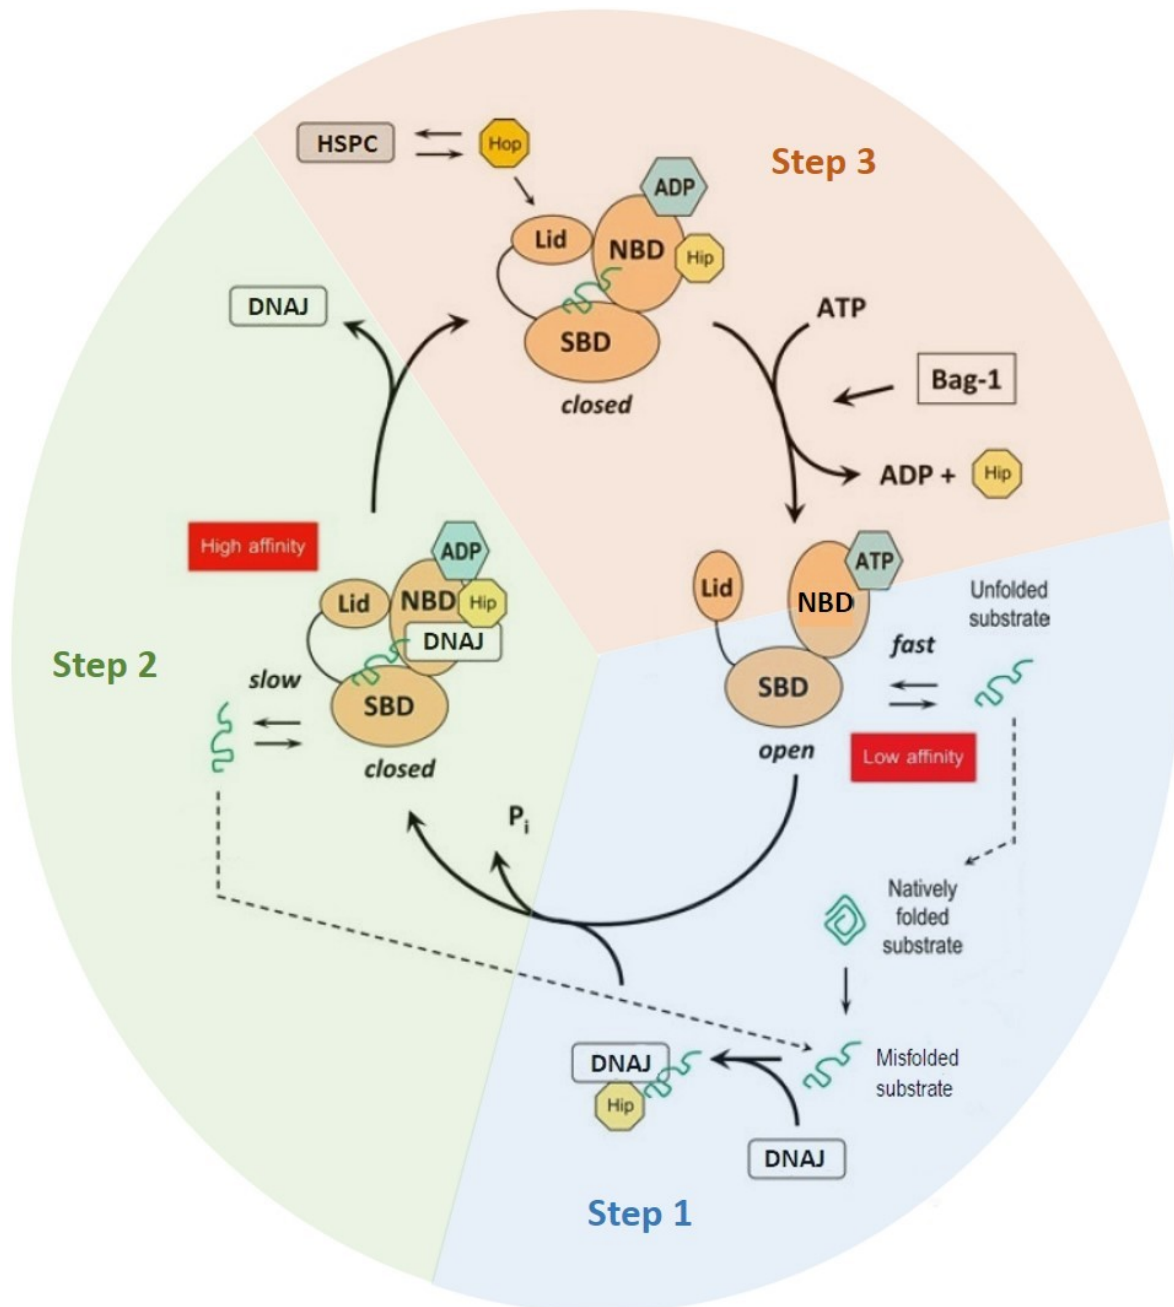 HSPC
Hop
Step 3
ADP
Lid
NBD
Hip
SBD
closed
DNAJ
ATP
Bag-1
ADP +
Hip
High affinity
ADP
Lid
NBD
Hip
DNAJ
SBD
closed
slow
Step 2
Lid
NBD
ATP
SBD
open
fast
Low affinity
Unfolded
substrate
Pi
Natively
folded
substrate
Misfolded
substrate
DNAJ
Hip
DNAJ
Step 1